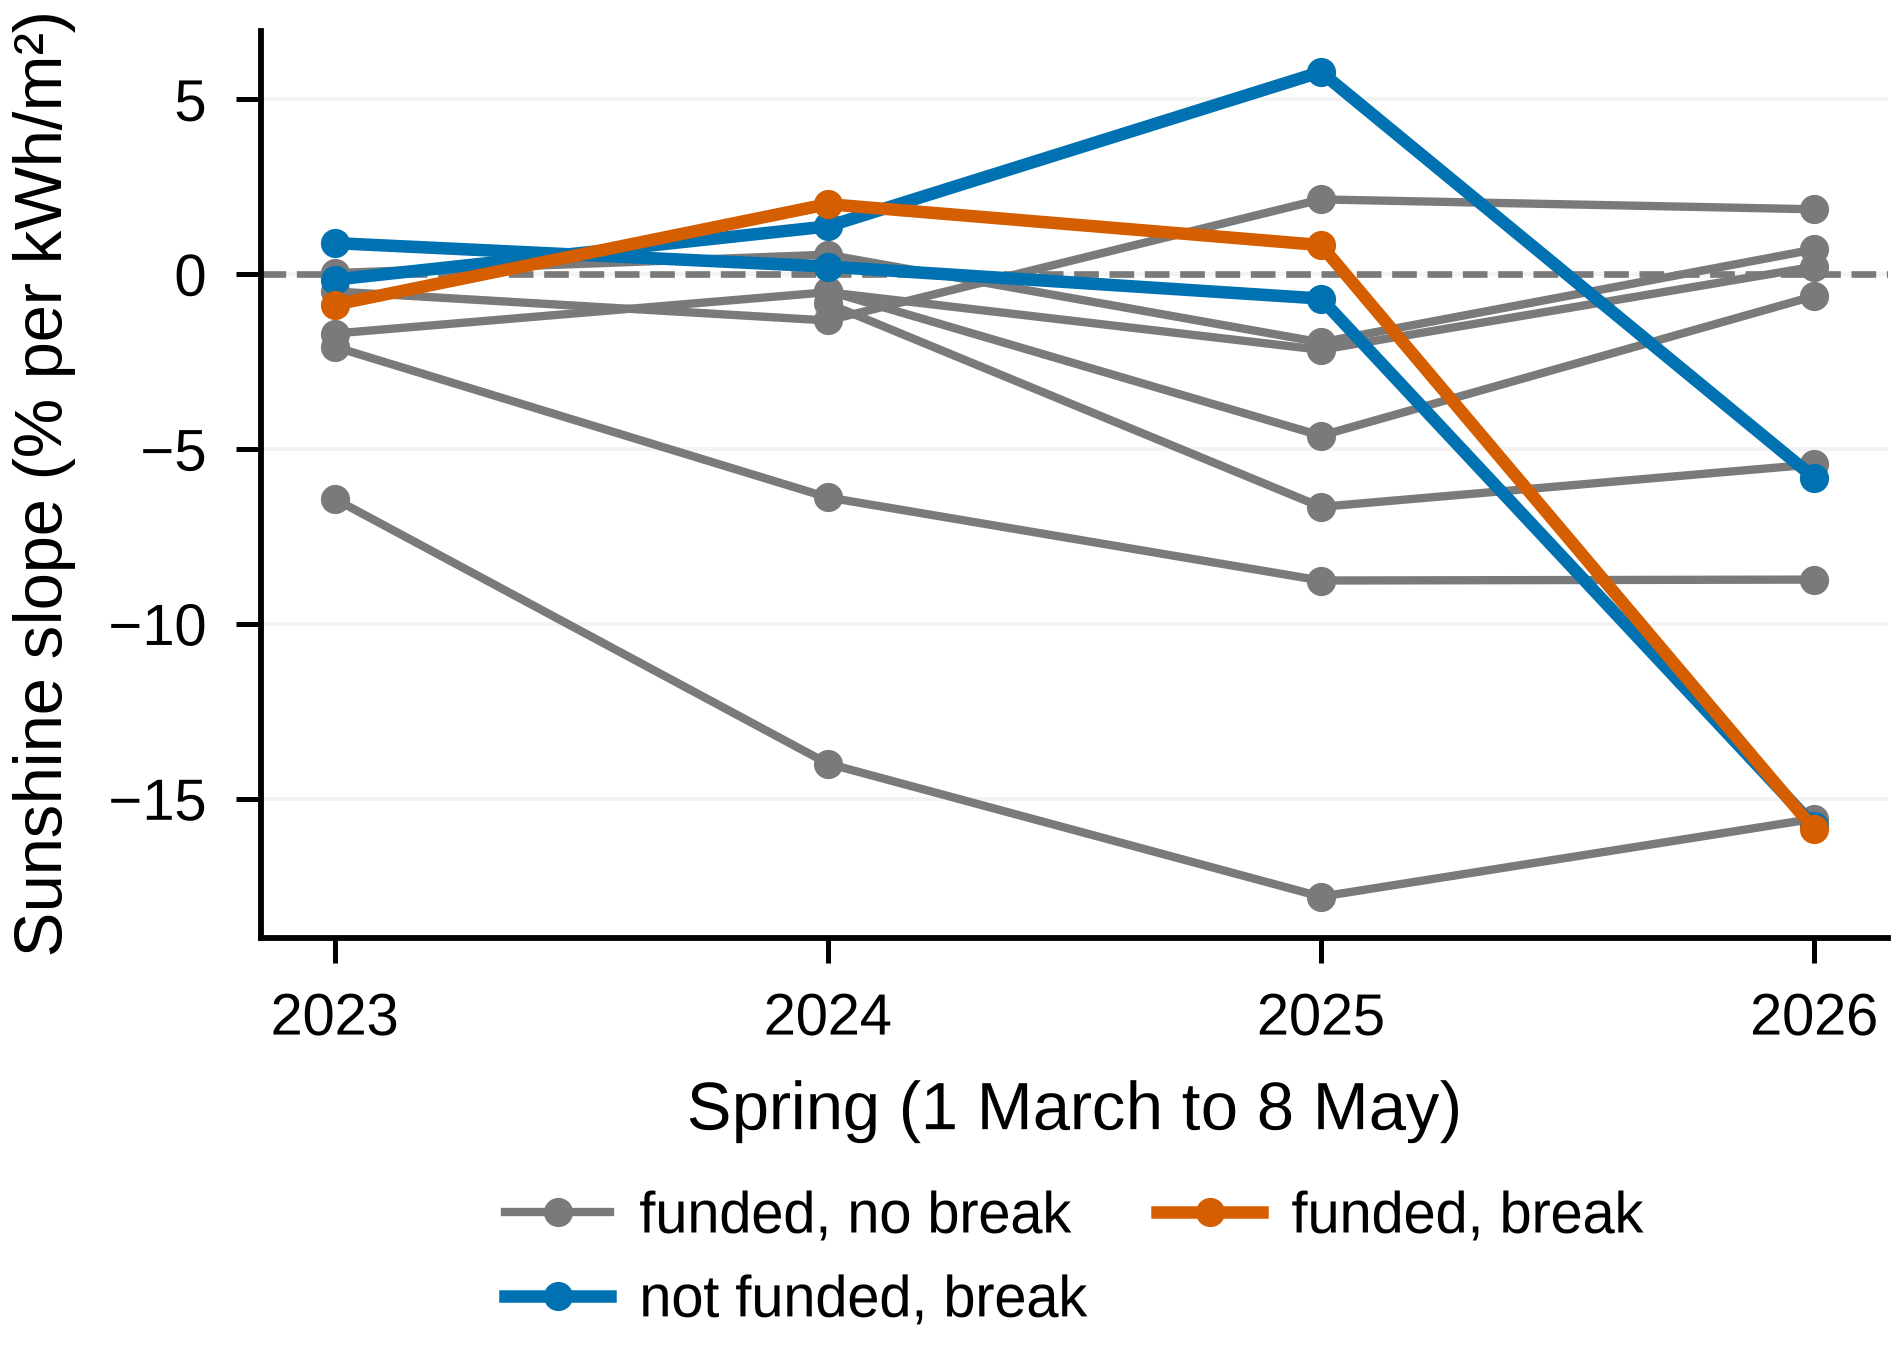 Sunshine slope (% per kWh/m²)
5
0
−5
−10
−15
2023 2024 2025 2026
Spring (1 March to 8 May)
funded, no break
funded, break
not funded, break